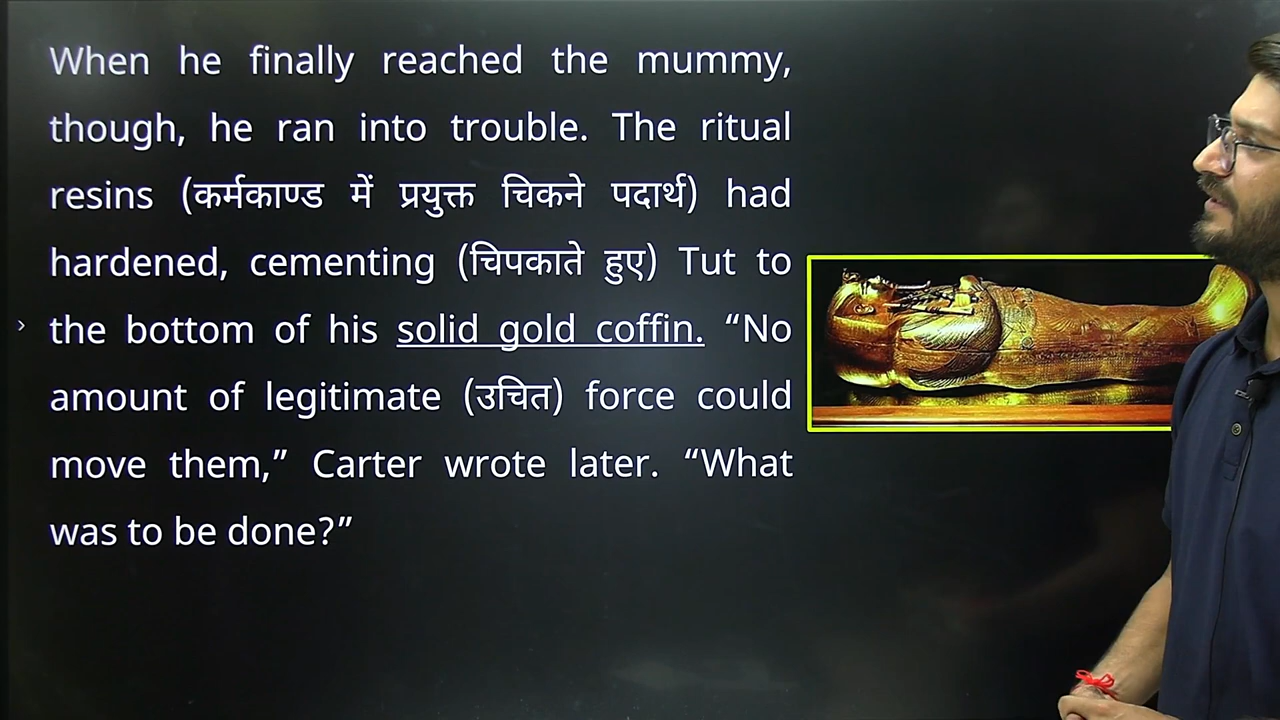 When he finally reached the mummy,
though, he ran into trouble. The ritual
resins (कर्मकाण्ड में प्रयुक्त चिकने पदार्थ) had
hardened, cementing (चिपकाते हुए) Tut to
the bottom of his solid gold coffin. “No
amount of legitimate (उचित) force could
move them,” Carter wrote later. “What
was to be done?”